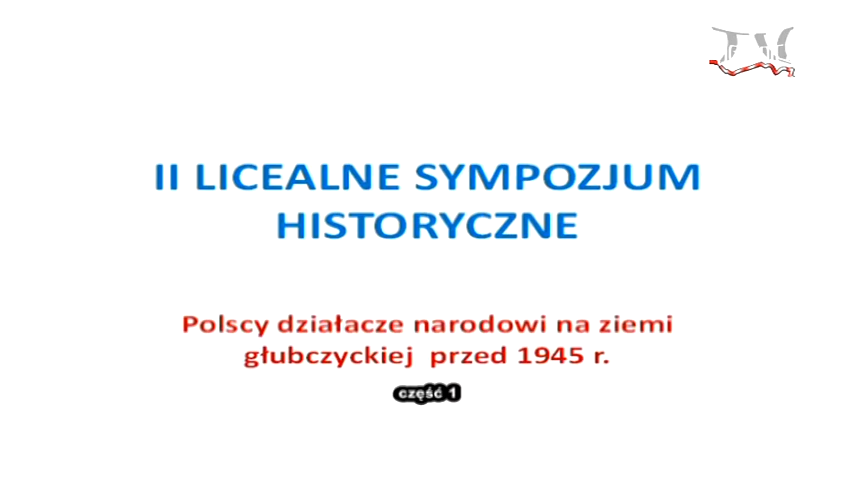 II LICEALNE SYMPOZJUM
HISTORYCZNE
Polscy działacze narodowi na ziemi
głubczyckiej przed 1945 r.
część 1